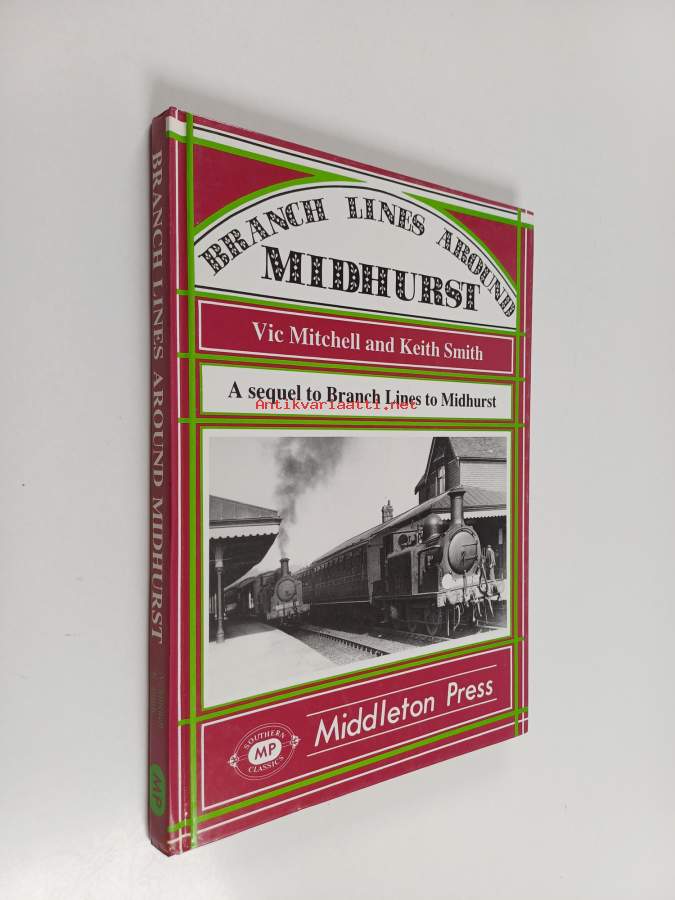 BRANCH LINES AROUND
MIDHURST
Vic Mitchell and Keith Smith
A sequel to Branch Lines to Midhurst
Antikvariaatti.net
SOUTHERN
MP
CLASSICS
Middleton Press
BRANCH LINES AROUND MIDHURST
MP